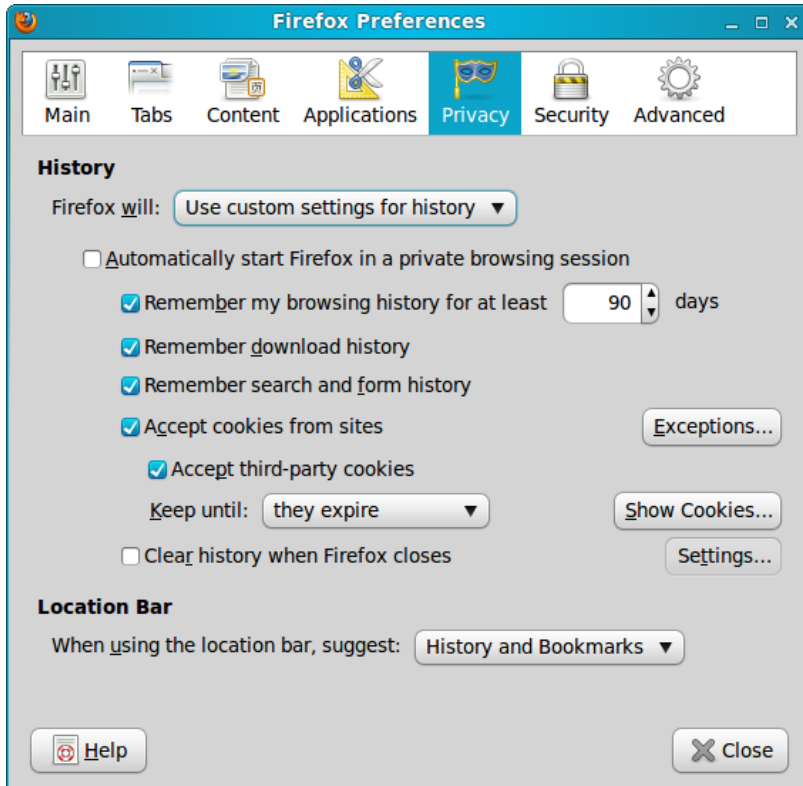 Firefox Preferences
Main Tabs Content Applications Privacy Security Advanced
History
Firefox will: Use custom settings for history
Automatically start Firefox in a private browsing session
Remember my browsing history for at least 90 days
Remember download history
Remember search and form history
Accept cookies from sites Exceptions...
Accept third-party cookies
Keep until: they expire Show Cookies...
Clear history when Firefox closes Settings...
Location Bar
When using the location bar, suggest: History and Bookmarks
Help Close